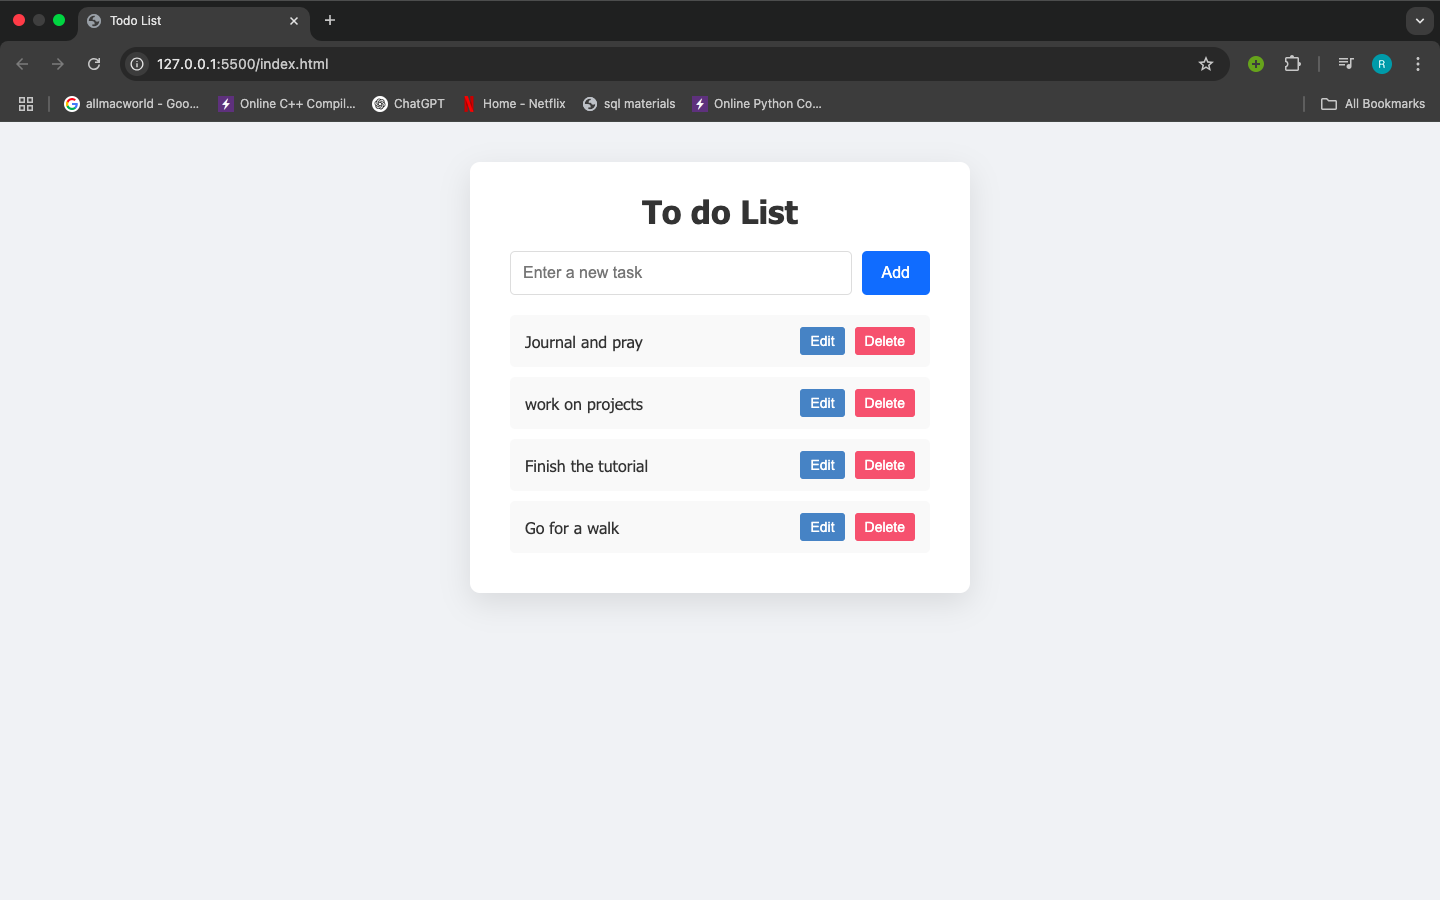 Todo List
127.0.0.1:5500/index.html
R
allmacworld - Goo...
Online C++ Compil...
ChatGPT
Home - Netflix
sql materials
Online Python Co...
All Bookmarks
To do List
Enter a new task
Add
Journal and pray
Edit
Delete
work on projects
Edit
Delete
Finish the tutorial
Edit
Delete
Go for a walk
Edit
Delete